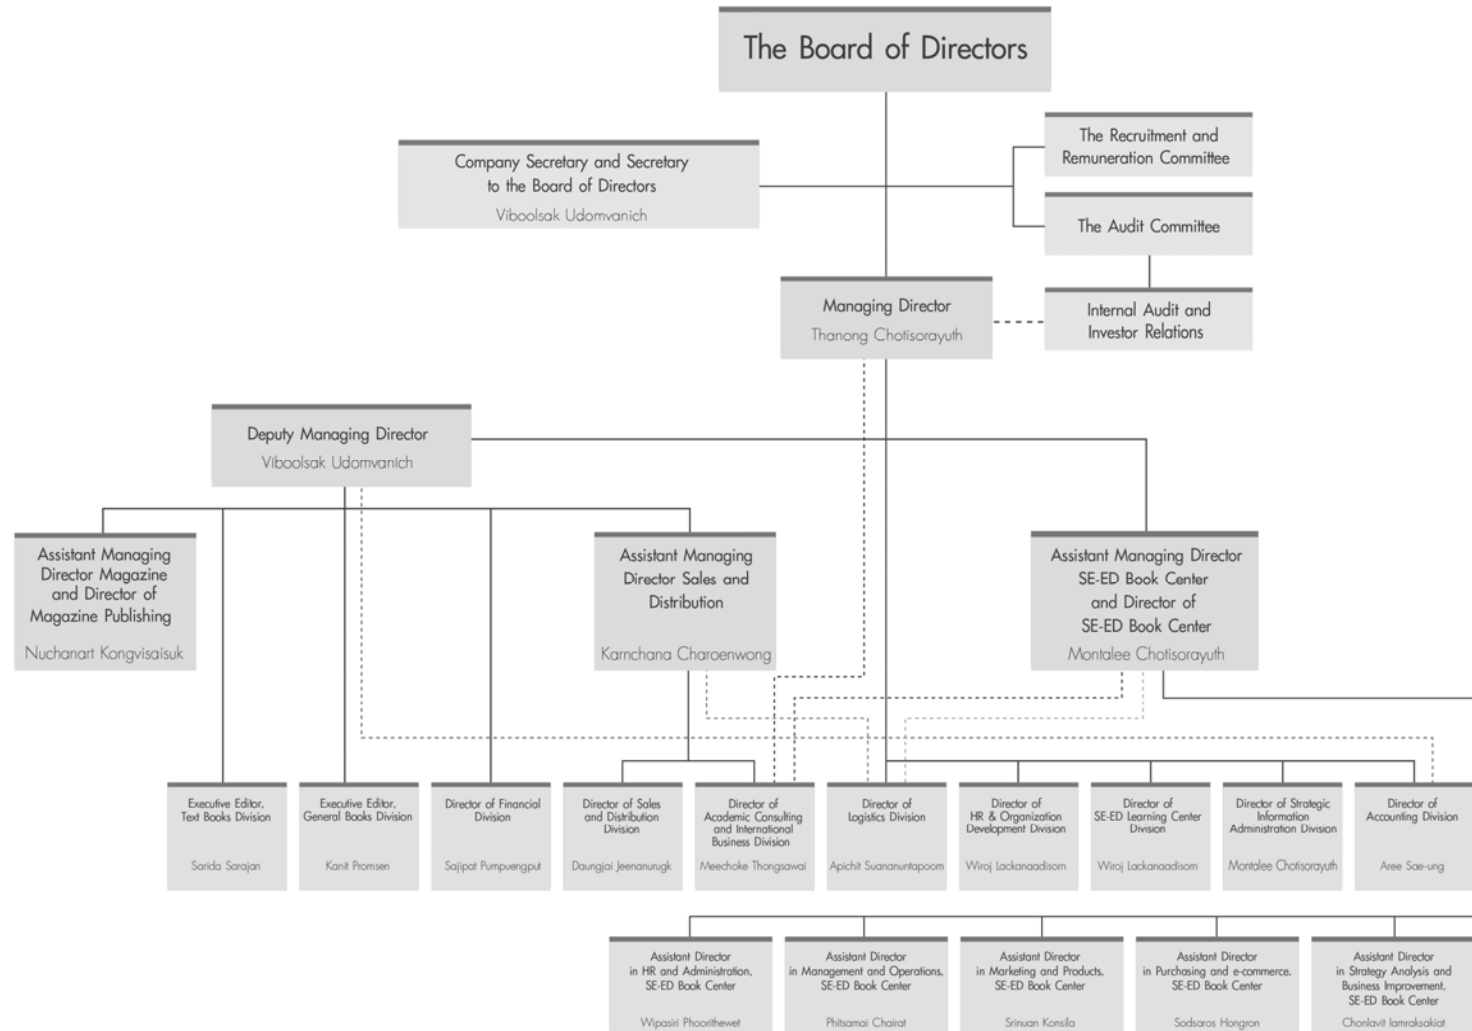 The Board of Directors
The Recruitment and
Remuneration Committee
Company Secretary and Secretary
to the Board of Directors
Viboolsak Udomvanich
The Audit Committee
Managing Director
Thanong Chotisorayuth
Internal Audit and
Investor Relations
Deputy Managing Director
Viboolsak Udomvanich
Assistant Managing
Director Magazine
and Director of
Magazine Publishing
Nuchanart Kongvisaisuk
Assistant Managing
Director Sales and
Distribution
Karnchana Charoenwong
Assistant Managing Director
SE-ED Book Center
and Director of
SE-ED Book Center
Montalee Chotisorayuth
Executive Editor,
Text Books Division
Sarida Sarajan
Executive Editor,
General Books Division
Kanit Promsen
Director of Financial
Division
Sajipat Pumpuengput
Director of Sales
and Distribution
Division
Daungjai Jeenanurugk
Director of
Academic Consulting
and International
Business Division
Meechoke Thongsawai
Director of
Logistics Division
Apichit Suananuntapoom
Director of
HR & Organization
Development Division
Wiroj Lackanaadisorn
Director of
SE-ED Learning Center
Division
Wiroj Lackanaadisorn
Director of Strategic
Information
Administration Division
Montalee Chotisorayuth
Director of
Accounting Division
Aree Sae-ung
Assistant Director
in HR and Administration,
SE-ED Book Center
Wipasiri Phoorithewet
Assistant Director
in Management and Operations,
SE-ED Book Center
Phitsamai Chairat
Assistant Director
in Marketing and Products,
SE-ED Book Center
Srinuan Konsila
Assistant Director
in Purchasing and e-commerce,
SE-ED Book Center
Sodsaros Hongron
Assistant Director
in Strategy Analysis and
Business Improvement,
SE-ED Book Center
Chonlavit Iamraksakiat